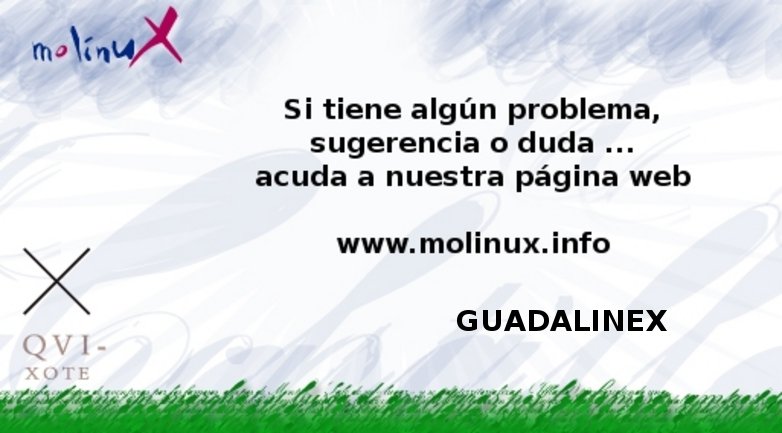 molinux
Si tiene algún problema,
sugerencia o duda ...
acuda a nuestra página web
www.molinux.info
GUADALINEX
QVI-
XOTE